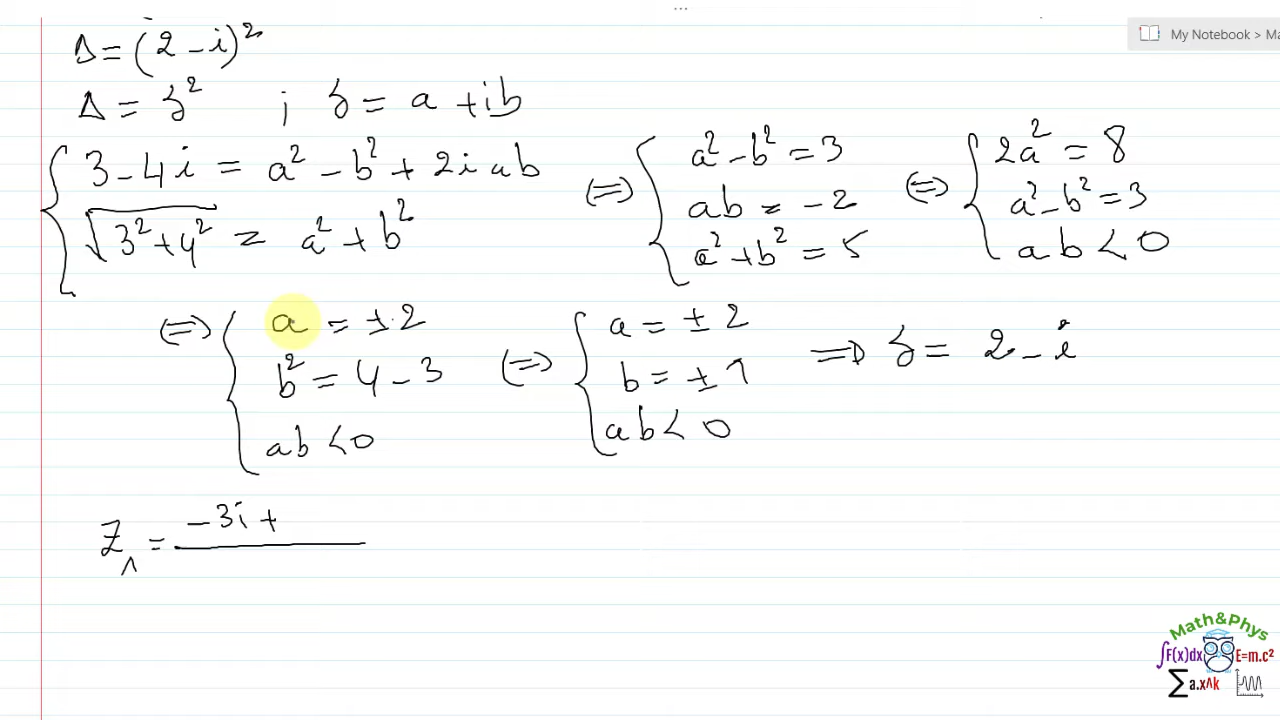 My Notebook > Ma
Δ = (2 - i)²
Δ = z² ; z = a + ib
{ 3 - 4i = a² - b² + 2i ab
√3² + 4² = a² + b²
(=) { a² - b² = 3
ab = -2
a² + b² = 5
(=) { 2a² = 8
a² - b² = 3
ab < 0
(=) { a = ± 2
b² = 4 - 3
ab < 0
(=) { a = ± 2
b = ± 1
ab < 0
=> z = 2 - i
Z₁ = -3i +
Math&Phys
∫F(x)dx E=m.c²
∑ a.x^k